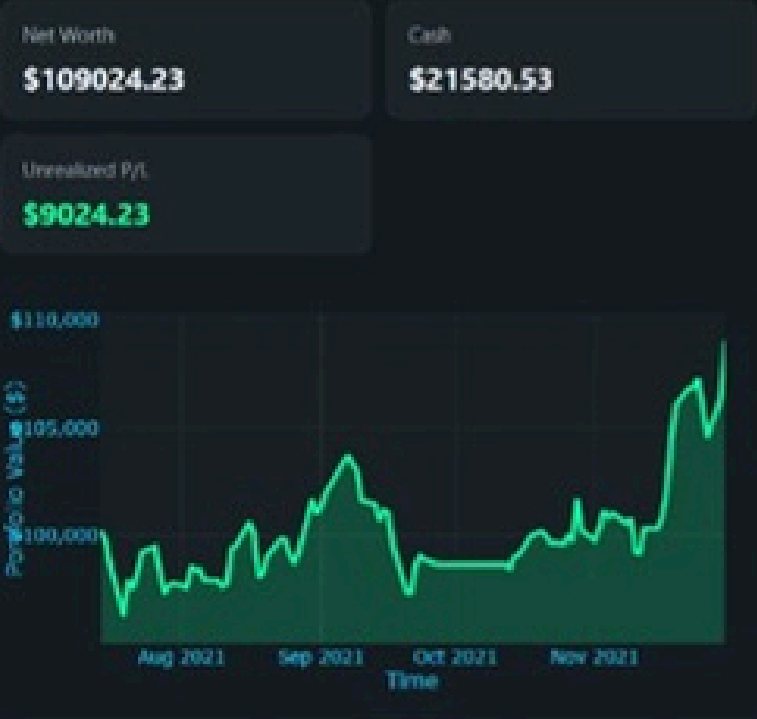 Net Worth
$109024.23
Cash
$21580.53
Unrealized P/L
$9024.23
$110,000
$105,000
$100,000
Portfolio Value ($)
Aug 2021
Sep 2021
Oct 2021
Nov 2021
Time